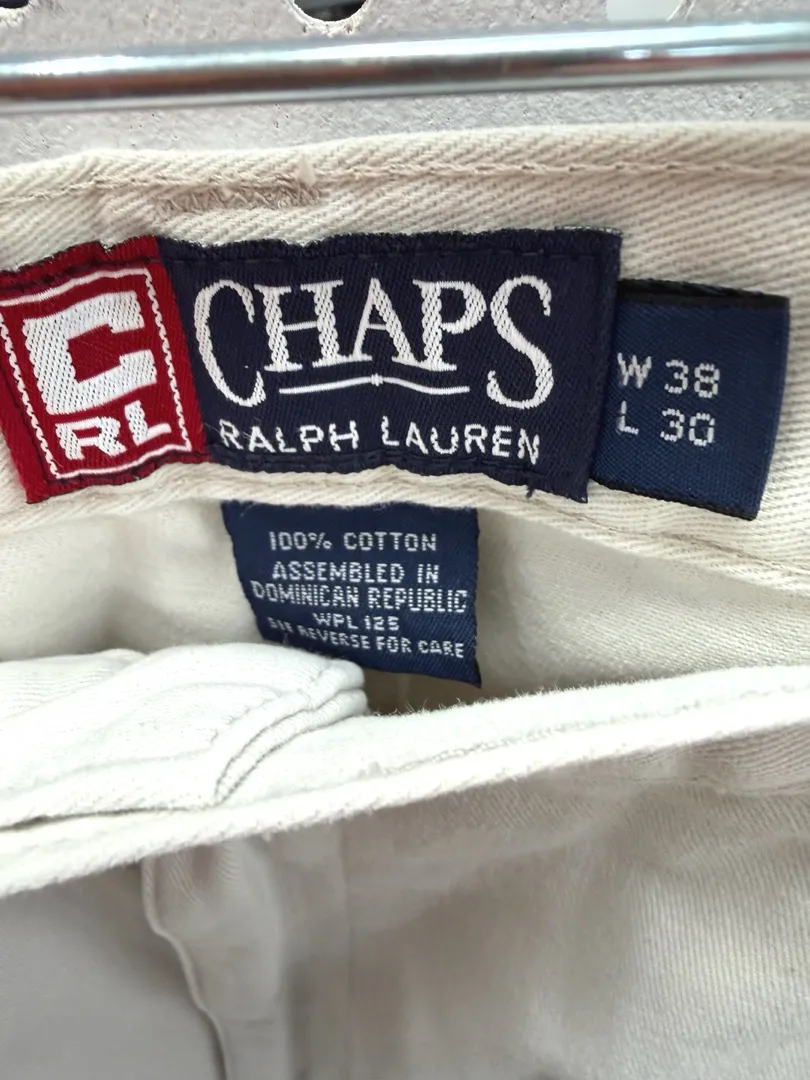 C
RL
CHAPS
RALPH LAUREN
W 38
L 30
100% COTTON
ASSEMBLED IN
DOMINICAN REPUBLIC
WPL 125
SEE REVERSE FOR CARE